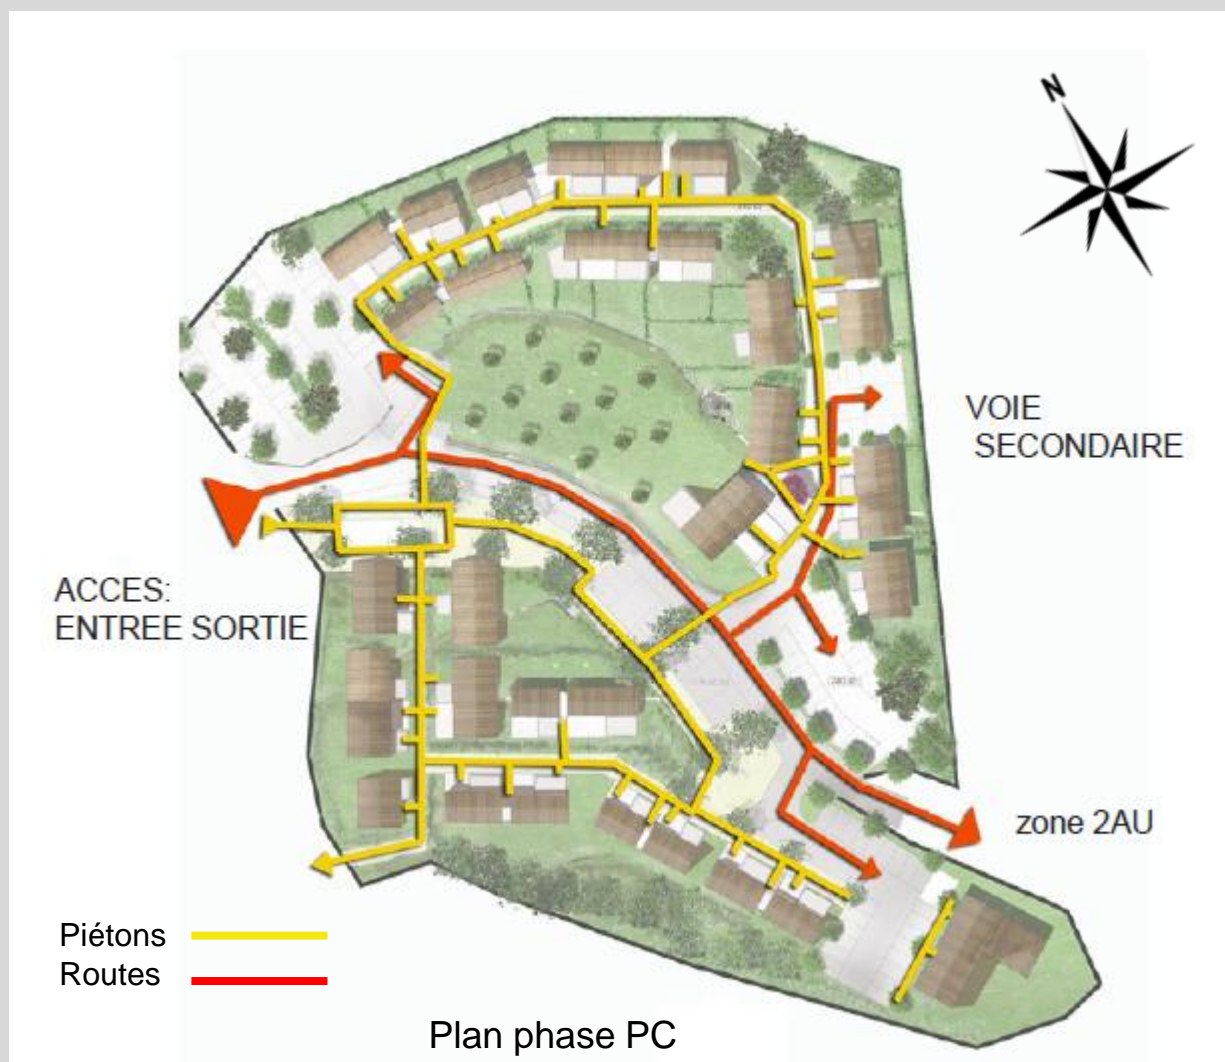 N
VOIE
SECONDAIRE
ACCES:
ENTREE SORTIE
zone 2AU
Piétons
Routes
Plan phase PC